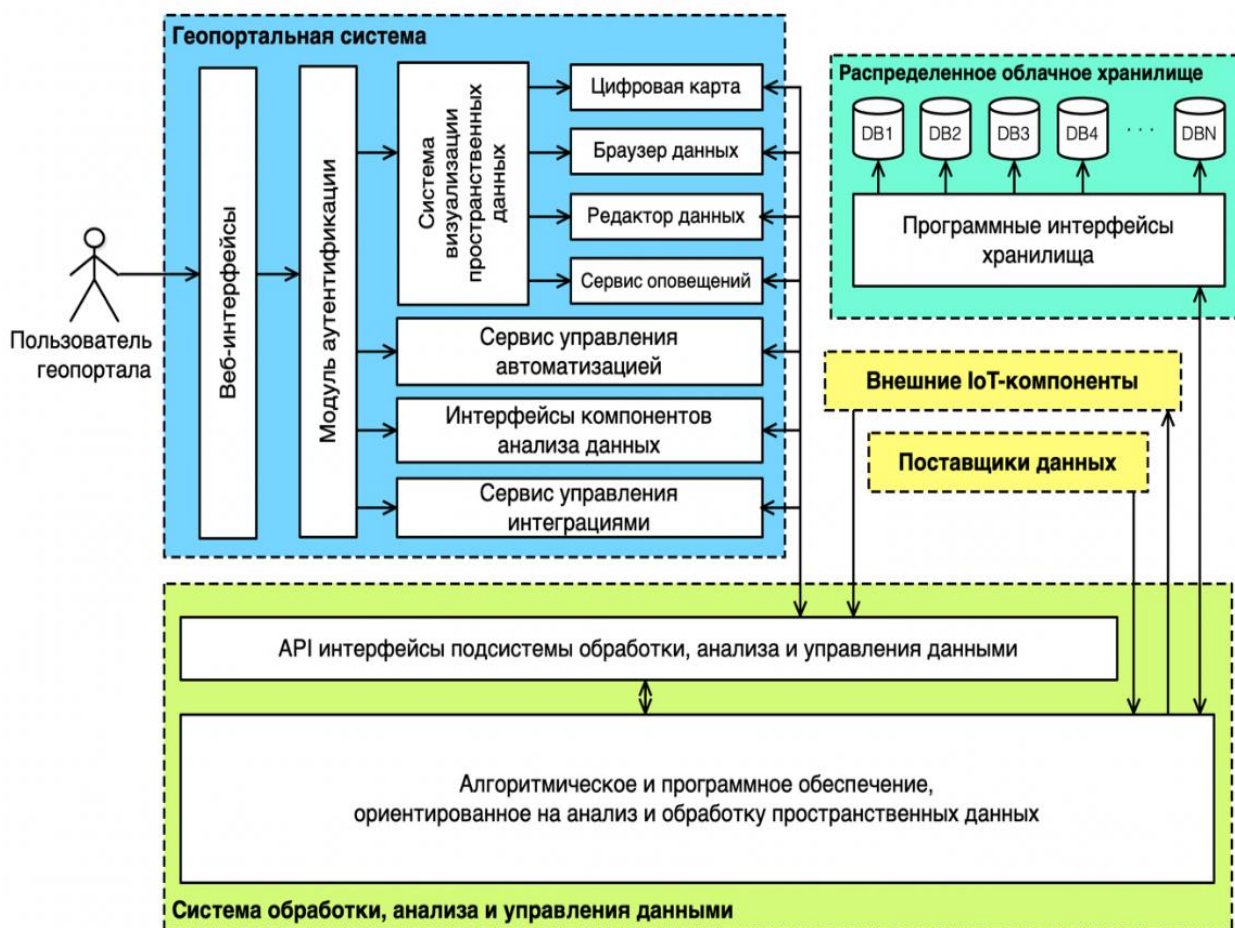 Геопортальная система
Пользователь
геопортала
Веб-интерфейсы
Модуль аутентификации
Система
визуализации
пространственных
данных
Цифровая карта
Браузер данных
Редактор данных
Сервис оповещений
Сервис управления
автоматизацией
Интерфейсы компонентов
анализа данных
Сервис управления
интеграциями
Распределенное облачное хранилище
DB1
DB2
DB3
DB4
...
DBN
Программные интерфейсы
хранилища
Внешние IoT-компоненты
Поставщики данных
API интерфейсы подсистемы обработки, анализа и управления данными
Алгоритмическое и программное обеспечение,
ориентированное на анализ и обработку пространственных данных
Система обработки, анализа и управления данными